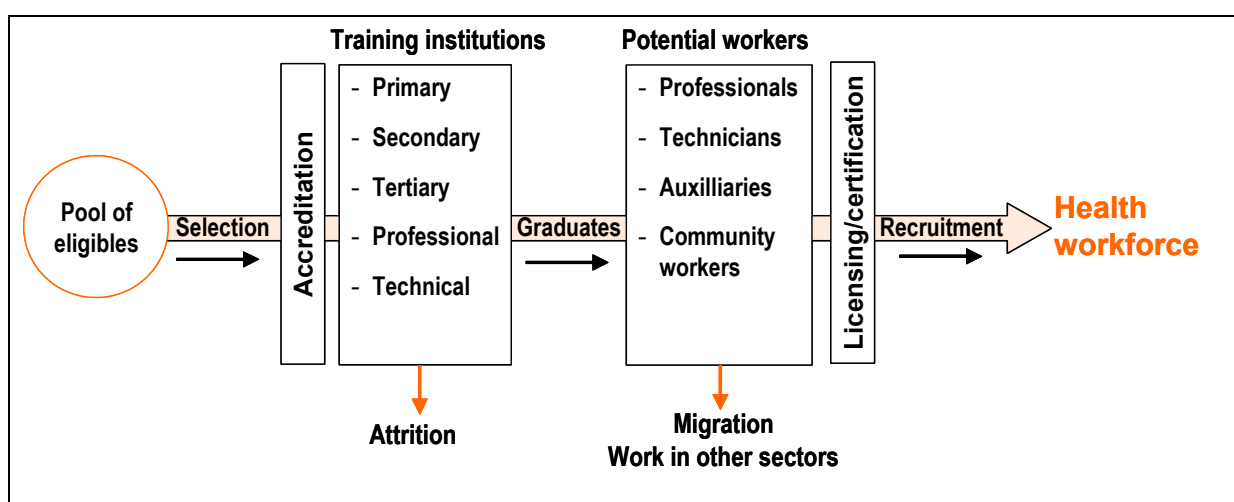 Training institutions
Potential workers
Pool of
eligibles
Selection
Accreditation
- Primary
- Secondary
- Tertiary
- Professional
- Technical
Graduates
- Professionals
- Technicians
- Auxilliaries
- Community
workers
Licensing/certification
Recruitment
Health
workforce
Attrition
Migration
Work in other sectors